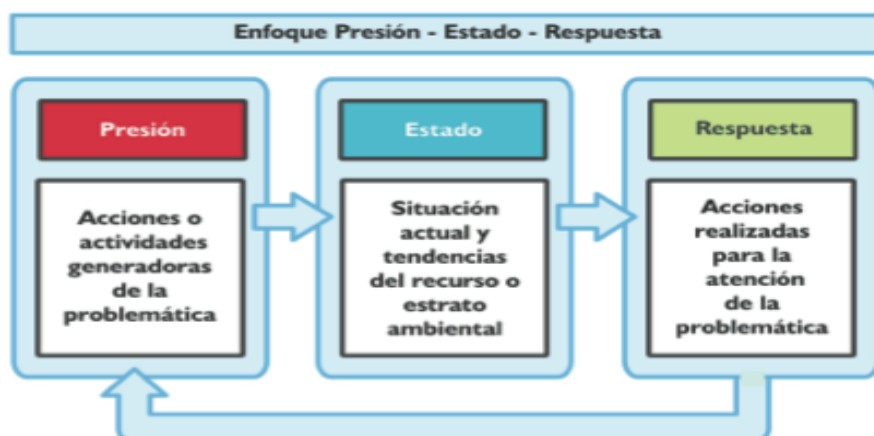 Enfoque Presión - Estado - Respuesta
Presión
Acciones o
actividades
generadoras
de la
problemática
Estado
Situación
actual y
tendencias
del recurso o
estrato
ambiental
Respuesta
Acciones
realizadas
para la
atención
de la
problemática